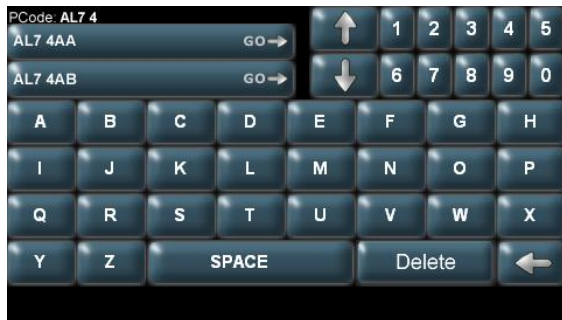 PCode: AL7 4
AL7 4AA GO
AL7 4AB GO
1 2 3 4 5
6 7 8 9 0
A B C D E F G H
I J K L M N O P
Q R S T U V W X
Y Z SPACE Delete